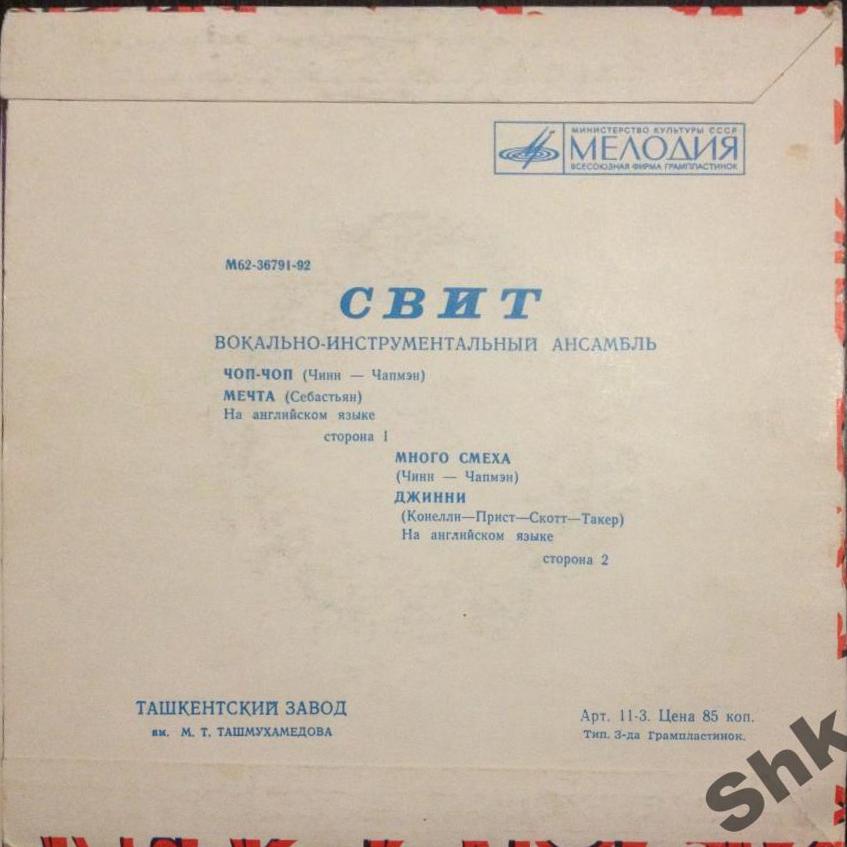 МИНИСТЕРСТВО КУЛЬТУРЫ СССР
МЕЛОДИЯ
ВСЕСОЮЗНАЯ ФИРМА ГРАМПЛАСТИНОК
М62-36791-92
СВИТ
ВОКАЛЬНО-ИНСТРУМЕНТАЛЬНЫЙ АНСАМБЛЬ
ЧОП-ЧОП (Чинн — Чапмэн)
МЕЧТА (Себастьян)
На английском языке
сторона 1
МНОГО СМЕХА
(Чинн — Чапмэн)
ДЖИННИ
(Конелли—Прист—Скотт—Такер)
На английском языке
сторона 2
ТАШКЕНТСКИЙ ЗАВОД
им. М. Т. ТАШМУХАМЕДОВА
Арт. 11-3. Цена 85 коп.
Тип. З-да Грампластинок.
Shk